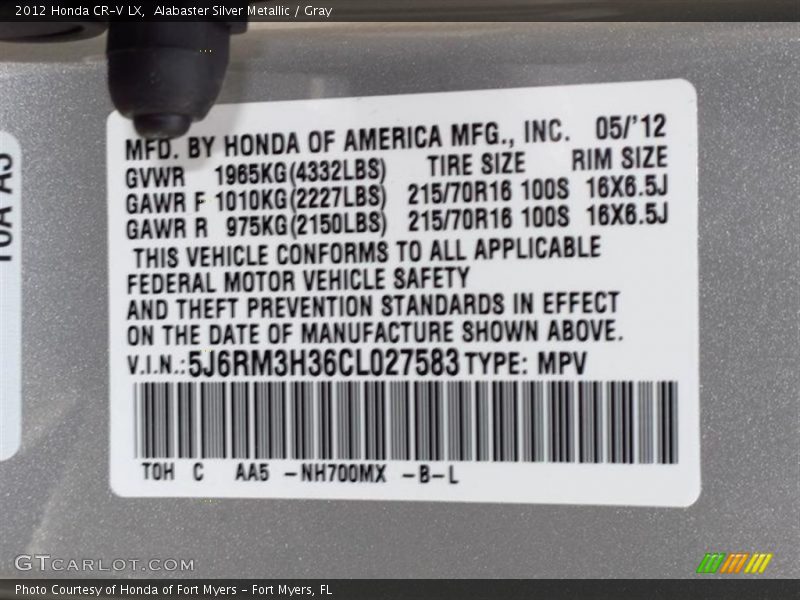 2012 Honda CR-V LX,  Alabaster Silver Metallic / Gray
MFD. BY HONDA OF AMERICA MFG., INC. 05/'12
GVWR 1965KG(4332LBS) TIRE SIZE RIM SIZE
GAWR F 1010KG(2227LBS) 215/70R16 100S 16X6.5J
GAWR R 975KG(2150LBS) 215/70R16 100S 16X6.5J
THIS VEHICLE CONFORMS TO ALL APPLICABLE
FEDERAL MOTOR VEHICLE SAFETY
AND THEFT PREVENTION STANDARDS IN EFFECT
ON THE DATE OF MANUFACTURE SHOWN ABOVE.
V.I.N.:5J6RM3H36CL027583 TYPE: MPV
TOH C AA5 -NH700MX -B-L
GTCARLOT.COM
Photo Courtesy of Honda of Fort Myers - Fort Myers, FL